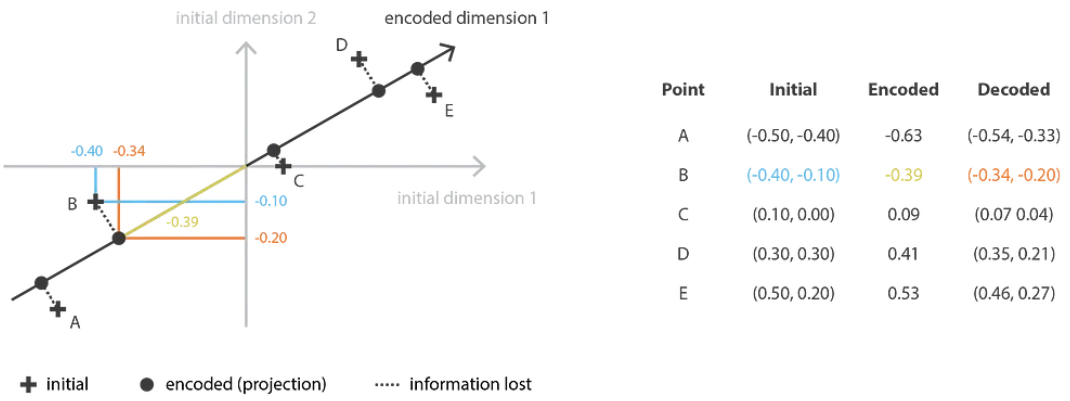 initial dimension 2
encoded dimension 1
D
E
-0.40
-0.34
C
initial dimension 1
B
-0.10
-0.39
-0.20
A
initial
encoded (projection)
information lost
Point Initial Encoded Decoded
A (-0.50, -0.40) -0.63 (-0.54, -0.33)
B (-0.40, -0.10) -0.39 (-0.34, -0.20)
C (0.10, 0.00) 0.09 (0.07 0.04)
D (0.30, 0.30) 0.41 (0.35, 0.21)
E (0.50, 0.20) 0.53 (0.46, 0.27)